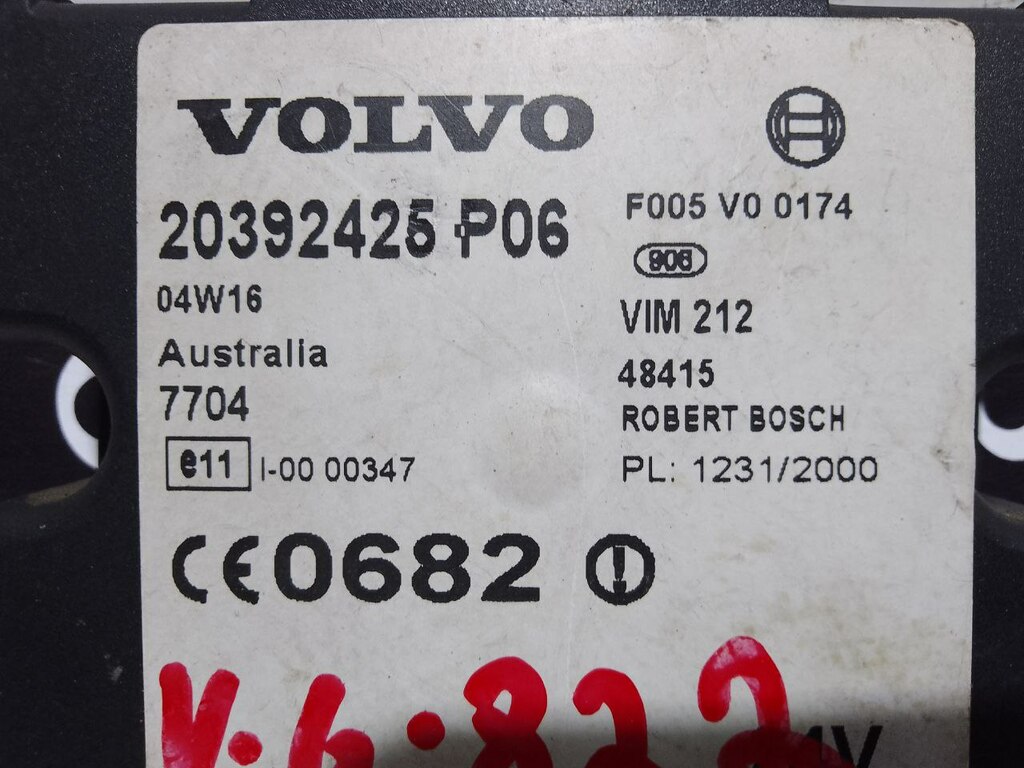 VOLVO
20392425 P06
04W16
Australia
7704
e11 I-00 00347
CE0682
F005 V0 0174
VIM 212
48415
ROBERT BOSCH
PL: 1231/2000
4V